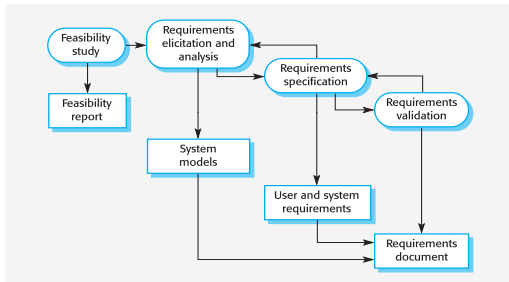 Feasibility
study
Requirements
elicitation and
analysis
Requirements
specification
Feasibility
report
Requirements
validation
System
models
User and system
requirements
Requirements
document